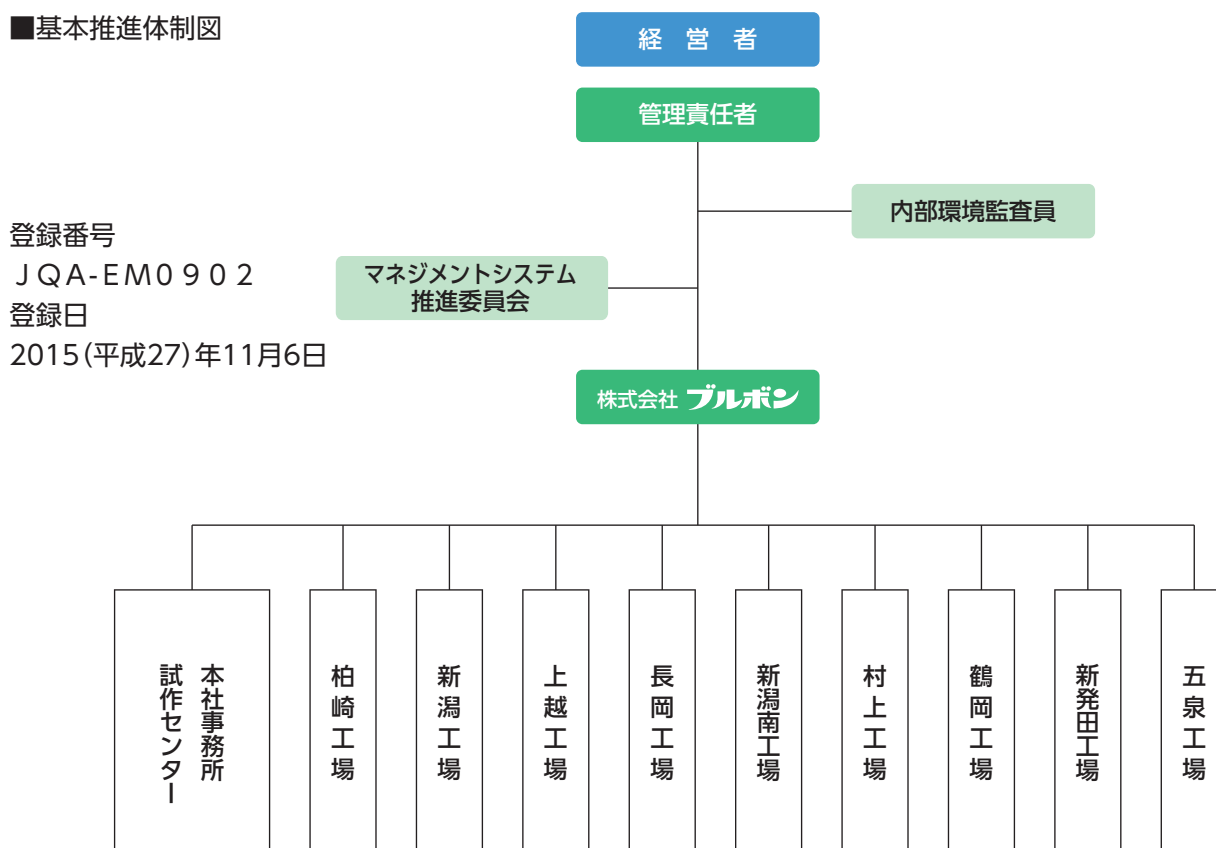 ■基本推進体制図
経 営 者
管理責任者
内部環境監査員
登録番号
ＪＱＡ-ＥＭ０９０２
登録日
2015(平成27)年11月6日
マネジメントシステム
推進委員会
株式会社 ブルボン
本社事務所
試作センター
柏崎工場
新潟工場
上越工場
長岡工場
新潟南工場
村上工場
鶴岡工場
新発田工場
五泉工場